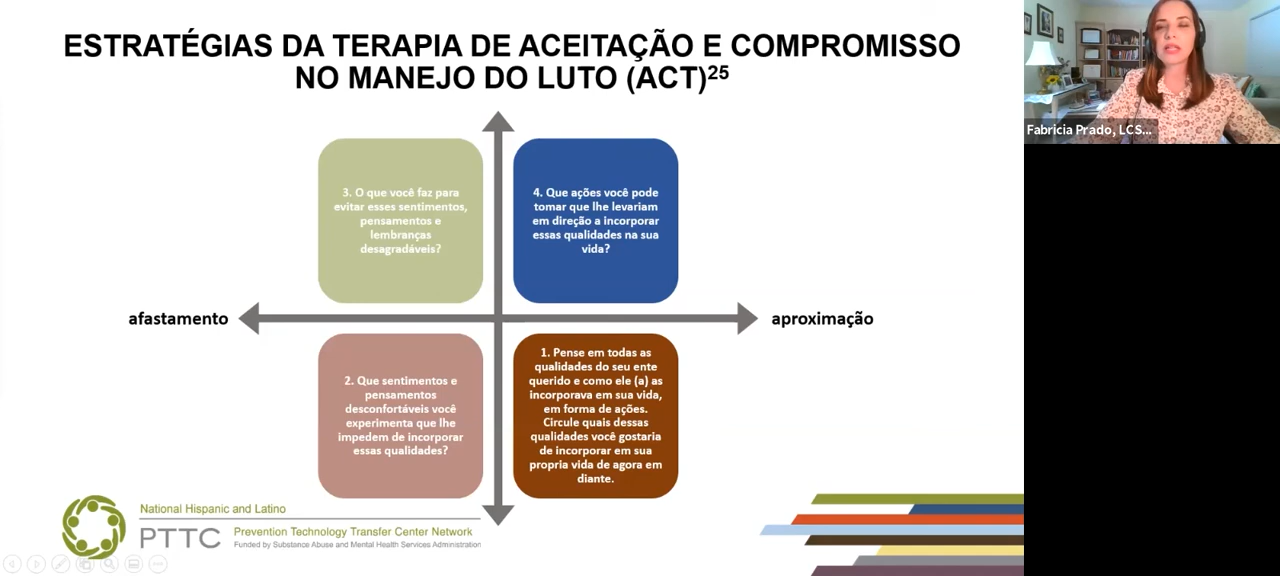 ESTRATÉGIAS DA TERAPIA DE ACEITAÇÃO E COMPROMISSO
NO MANEJO DO LUTO (ACT)25
Fabricia Prado, LCS...
3. O que você faz para
evitar esses sentimentos,
pensamentos e
lembranças
desagradáveis?
4. Que ações você pode
tomar que lhe levariam
em direção a incorporar
essas qualidades na sua
vida?
afastamento
aproximação
2. Que sentimentos e
pensamentos
desconfortáveis você
experimenta que lhe
impedem de incorporar
essas qualidades?
1. Pense em todas as
qualidades do seu ente
querido e como ele (a) as
incorporava em sua vida,
em forma de ações.
Circule quais dessas
qualidades você gostaria
de incorporar em sua
propria vida de agora em
diante.
National Hispanic and Latino
PTTC
Prevention Technology Transfer Center Network
Funded by Substance Abuse and Mental Health Services Administration